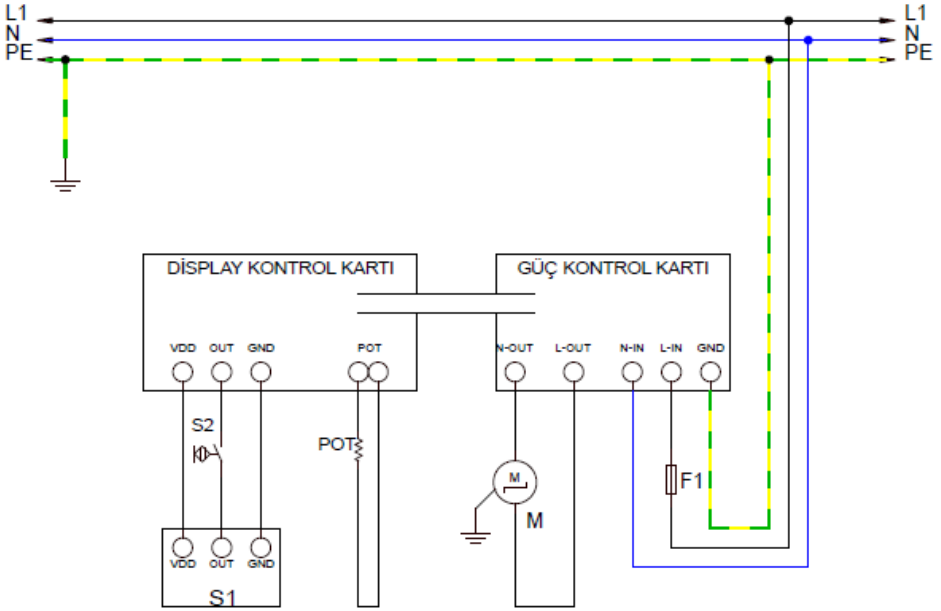 L1 L1
N N
PE PE
DİSPLAY KONTROL KARTI GÜÇ KONTROL KARTI
VDD OUT GND POT N-OUT L-OUT N-IN L-IN GND
S2
POT
M
F1
M
VDD OUT GND
S1